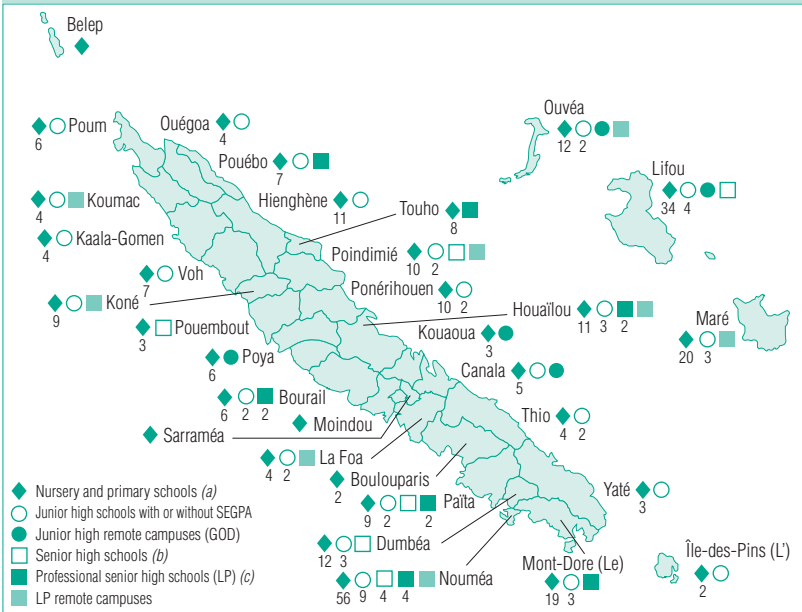 Belep
Poum
6
Ouégoa
4
Pouébo
7
Ouvéa
12 2
Lifou
34 4
Koumac
4
Hienghène
11
Touho
8
Kaala-Gomen
4
Poindimié
10 2
Voh
7
Ponérihouen
10 2
Koné
9
Houaïlou
11 3 2
Pouembout
3
Kouaoua
3
Maré
20 3
Poya
6
Canala
5
Bourail
6 2 2
Moindou
Thio
4 2
Sarraméa
La Foa
4 2
Boulouparis
2
Païta
9 2 2
Yaté
3
Dumbéa
12 3
Mont-Dore (Le)
19 3
Île-des-Pins (L')
2
Nouméa
56 9 4 4
Nursery and primary schools (a)
Junior high schools with or without SEGPA
Junior high remote campuses (GOD)
Senior high schools (b)
Professional senior high schools (LP) (c)
LP remote campuses